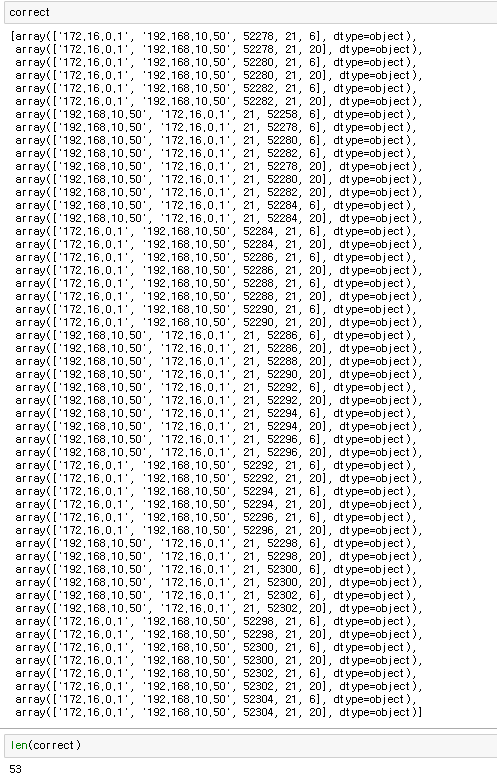 correct
[array(['172.16.0.1', '192.168.10.50', 52278, 21, 6], dtype=object),
array(['172.16.0.1', '192.168.10.50', 52278, 21, 20], dtype=object),
array(['172.16.0.1', '192.168.10.50', 52280, 21, 6], dtype=object),
array(['172.16.0.1', '192.168.10.50', 52280, 21, 20], dtype=object),
array(['172.16.0.1', '192.168.10.50', 52282, 21, 6], dtype=object),
array(['172.16.0.1', '192.168.10.50', 52282, 21, 20], dtype=object),
array(['192.168.10.50', '172.16.0.1', 21, 52258, 6], dtype=object),
array(['192.168.10.50', '172.16.0.1', 21, 52278, 6], dtype=object),
array(['192.168.10.50', '172.16.0.1', 21, 52280, 6], dtype=object),
array(['192.168.10.50', '172.16.0.1', 21, 52282, 6], dtype=object),
array(['192.168.10.50', '172.16.0.1', 21, 52278, 20], dtype=object),
array(['192.168.10.50', '172.16.0.1', 21, 52280, 20], dtype=object),
array(['192.168.10.50', '172.16.0.1', 21, 52282, 20], dtype=object),
array(['192.168.10.50', '172.16.0.1', 21, 52284, 6], dtype=object),
array(['192.168.10.50', '172.16.0.1', 21, 52284, 20], dtype=object),
array(['172.16.0.1', '192.168.10.50', 52284, 21, 6], dtype=object),
array(['172.16.0.1', '192.168.10.50', 52284, 21, 20], dtype=object),
array(['172.16.0.1', '192.168.10.50', 52286, 21, 6], dtype=object),
array(['172.16.0.1', '192.168.10.50', 52286, 21, 20], dtype=object),
array(['172.16.0.1', '192.168.10.50', 52288, 21, 6], dtype=object),
array(['172.16.0.1', '192.168.10.50', 52288, 21, 20], dtype=object),
array(['172.16.0.1', '192.168.10.50', 52290, 21, 6], dtype=object),
array(['172.16.0.1', '192.168.10.50', 52290, 21, 20], dtype=object),
array(['192.168.10.50', '172.16.0.1', 21, 52286, 6], dtype=object),
array(['192.168.10.50', '172.16.0.1', 21, 52286, 20], dtype=object),
array(['192.168.10.50', '172.16.0.1', 21, 52288, 20], dtype=object),
array(['192.168.10.50', '172.16.0.1', 21, 52290, 20], dtype=object),
array(['192.168.10.50', '172.16.0.1', 21, 52292, 6], dtype=object),
array(['192.168.10.50', '172.16.0.1', 21, 52292, 20], dtype=object),
array(['192.168.10.50', '172.16.0.1', 21, 52294, 6], dtype=object),
array(['192.168.10.50', '172.16.0.1', 21, 52294, 20], dtype=object),
array(['192.168.10.50', '172.16.0.1', 21, 52296, 6], dtype=object),
array(['192.168.10.50', '172.16.0.1', 21, 52296, 20], dtype=object),
array(['172.16.0.1', '192.168.10.50', 52292, 21, 6], dtype=object),
array(['172.16.0.1', '192.168.10.50', 52292, 21, 20], dtype=object),
array(['172.16.0.1', '192.168.10.50', 52294, 21, 6], dtype=object),
array(['172.16.0.1', '192.168.10.50', 52294, 21, 20], dtype=object),
array(['172.16.0.1', '192.168.10.50', 52296, 21, 6], dtype=object),
array(['172.16.0.1', '192.168.10.50', 52296, 21, 20], dtype=object),
array(['192.168.10.50', '172.16.0.1', 21, 52298, 6], dtype=object),
array(['192.168.10.50', '172.16.0.1', 21, 52298, 20], dtype=object),
array(['192.168.10.50', '172.16.0.1', 21, 52300, 6], dtype=object),
array(['192.168.10.50', '172.16.0.1', 21, 52300, 20], dtype=object),
array(['192.168.10.50', '172.16.0.1', 21, 52302, 6], dtype=object),
array(['192.168.10.50', '172.16.0.1', 21, 52302, 20], dtype=object),
array(['172.16.0.1', '192.168.10.50', 52298, 21, 6], dtype=object),
array(['172.16.0.1', '192.168.10.50', 52298, 21, 20], dtype=object),
array(['172.16.0.1', '192.168.10.50', 52300, 21, 6], dtype=object),
array(['172.16.0.1', '192.168.10.50', 52300, 21, 20], dtype=object),
array(['172.16.0.1', '192.168.10.50', 52302, 21, 6], dtype=object),
array(['172.16.0.1', '192.168.10.50', 52302, 21, 20], dtype=object),
array(['172.16.0.1', '192.168.10.50', 52304, 21, 6], dtype=object),
array(['172.16.0.1', '192.168.10.50', 52304, 21, 20], dtype=object)]
len(correct)
53